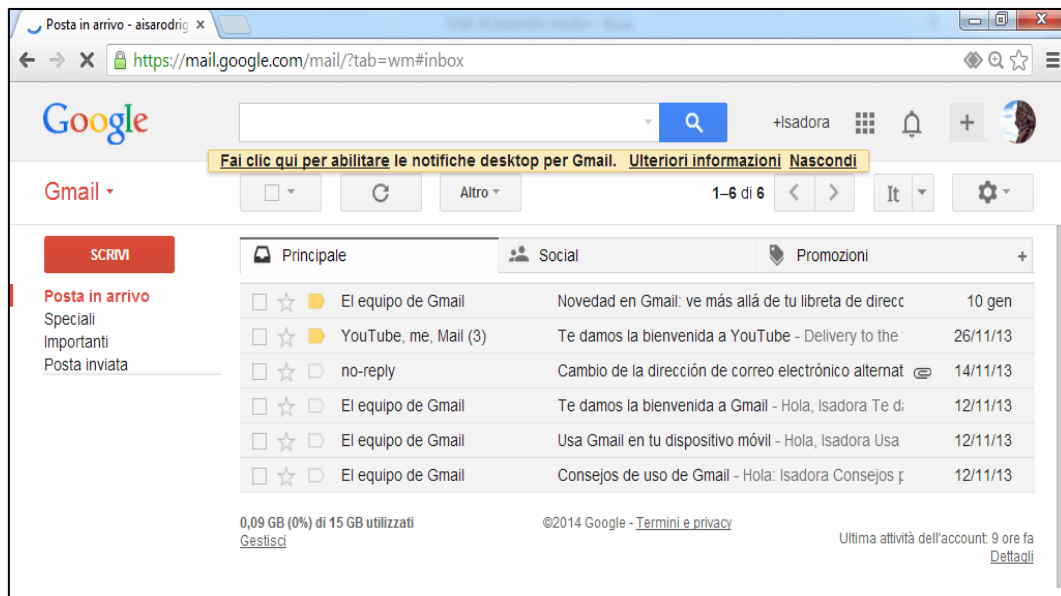 Posta in arrivo - aisarodrig
https://mail.google.com/mail/?tab=wm#inbox
Google +Isadora
Fai clic qui per abilitare le notifiche desktop per Gmail. Ulteriori informazioni Nascondi
Gmail Altro 1–6 di 6 It
SCRIVI Principale Social Promozioni +
Posta in arrivo
Speciali
Importanti
Posta inviata
El equipo de Gmail Novedad en Gmail: ve más allá de tu libreta de direcc 10 gen
YouTube, me, Mail (3) Te damos la bienvenida a YouTube - Delivery to the 26/11/13
no-reply Cambio de la dirección de correo electrónico alternat 14/11/13
El equipo de Gmail Te damos la bienvenida a Gmail - Hola, Isadora Te da 12/11/13
El equipo de Gmail Usa Gmail en tu dispositivo móvil - Hola, Isadora Usa 12/11/13
El equipo de Gmail Consejos de uso de Gmail - Hola: Isadora Consejos p 12/11/13
0,09 GB (0%) di 15 GB utilizzati ©2014 Google - Termini e privacy
Gestisci
Ultima attività dell'account: 9 ore fa
Dettagli